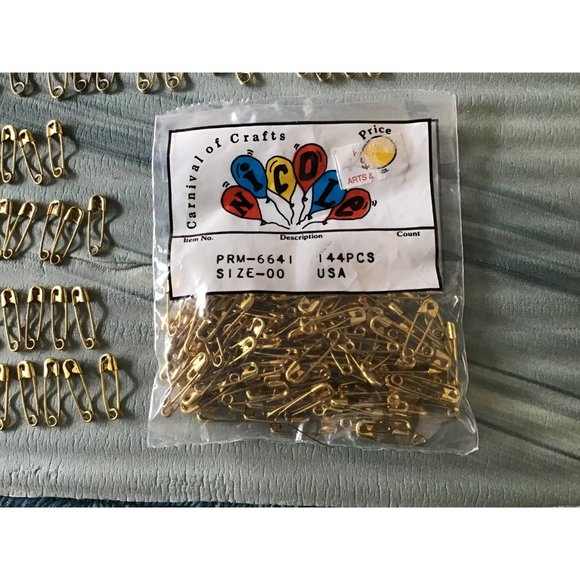 Carnival of Crafts
Price
ARTS &
NICOLE
Item No. Description Count
PRM-6641 144PCS
SIZE-00 USA